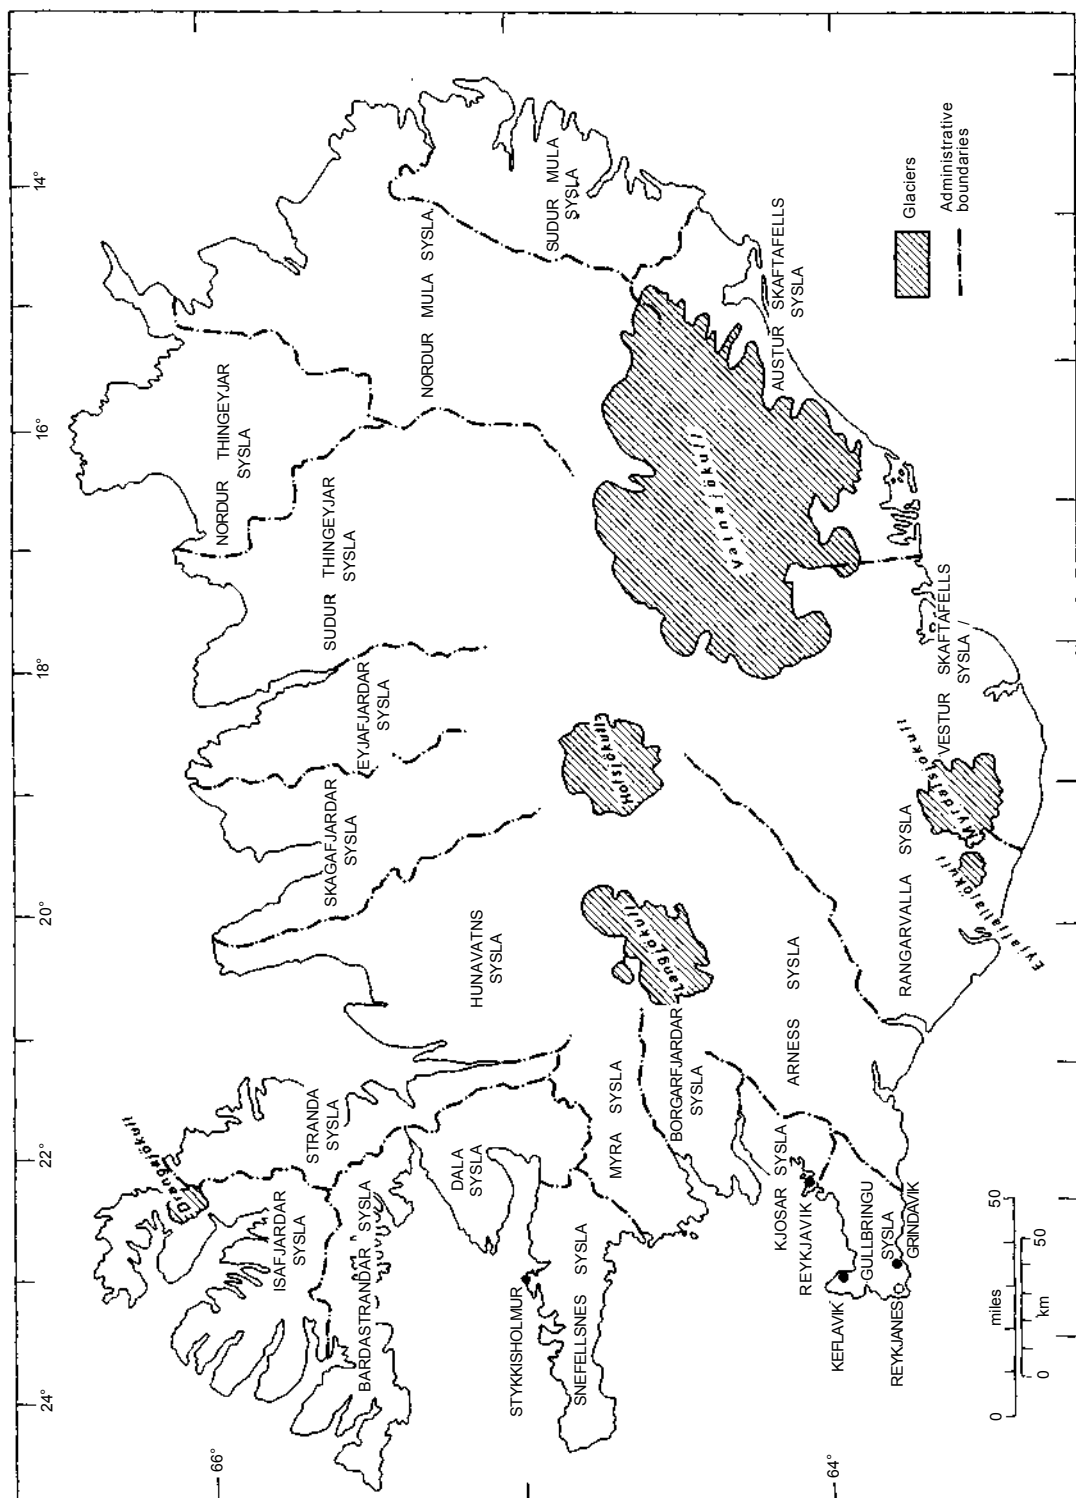 14°
16°
18°
20°
22°
24°
66°
64°
Drangajökull
ISAFJARDAR
SYSLA
STRANDA
SYSLA
BARDASTRANDAR SYSLA
DALA
SYSLA
STYKKISHOLMUR
SNEFELLSNES SYSLA
MYRA SYSLA
BORGARFJARDAR
SYSLA
KJOSAR SYSLA
REYKJAVIK
KEFLAVIK
GULLBRINGU
SYSLA
GRINDAVIK
REYKJANES
HUNAVATNS
SYSLA
SKAGAFJARDAR
SYSLA
EYJAFJARDAR
SYSLA
SUDUR THINGEYJAR
SYSLA
NORDUR THINGEYJAR
SYSLA
NORDUR MULA SYSLA
SUDUR MULA
SYSLA
AUSTUR SKAFTAFELLS
SYSLA
VESTUR SKAFTAFELLS
SYSLA
RANGARVALLA SYSLA
ARNESS SYSLA
Langjökull
Hofsjökull
Vatnajökull
Myrdalsjökull
Eyjafjallajökull
Glaciers
Administrative
boundaries
0 miles 50
0 km 50